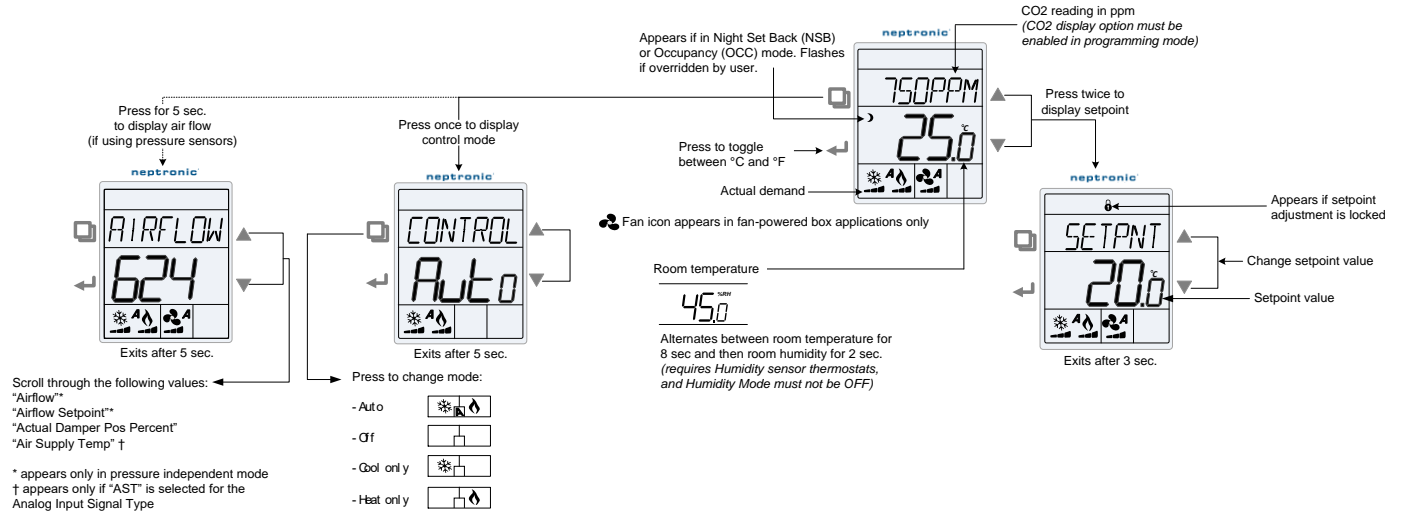 CO2 reading in ppm
(CO2 display option must be
enabled in programming mode)
neptronic
Appears if in Night Set Back (NSB)
or Occupancy (OCC) mode. Flashes
if overridden by user.
750PPM
25.0
°C
Press twice to
display setpoint
Press for 5 sec.
to display air flow
(if using pressure sensors)
Press once to display
control mode
Press to toggle
between °C and °F
Actual demand
A
A
Fan icon appears in fan-powered box applications only
neptronic
AIRFLOW
624
A
A
Exits after 5 sec.
neptronic
CONTROL
Auto
A
Exits after 5 sec.
neptronic
SETPNT
20.0
°C
A
A
Exits after 3 sec.
Appears if setpoint
adjustment is locked
Change setpoint value
Setpoint value
Room temperature
45.0
%RH
Alternates between room temperature for
8 sec and then room humidity for 2 sec.
(requires Humidity sensor thermostats,
and Humidity Mode must not be OFF)
Scroll through the following values:
“Airflow”*
“Airflow Setpoint”*
“Actual Damper Pos Percent”
“Air Supply Temp” †
* appears only in pressure independent mode
† appears only if “AST” is selected for the
Analog Input Signal Type
Press to change mode:
- Auto
A
- Off
- Cool only
- Heat only